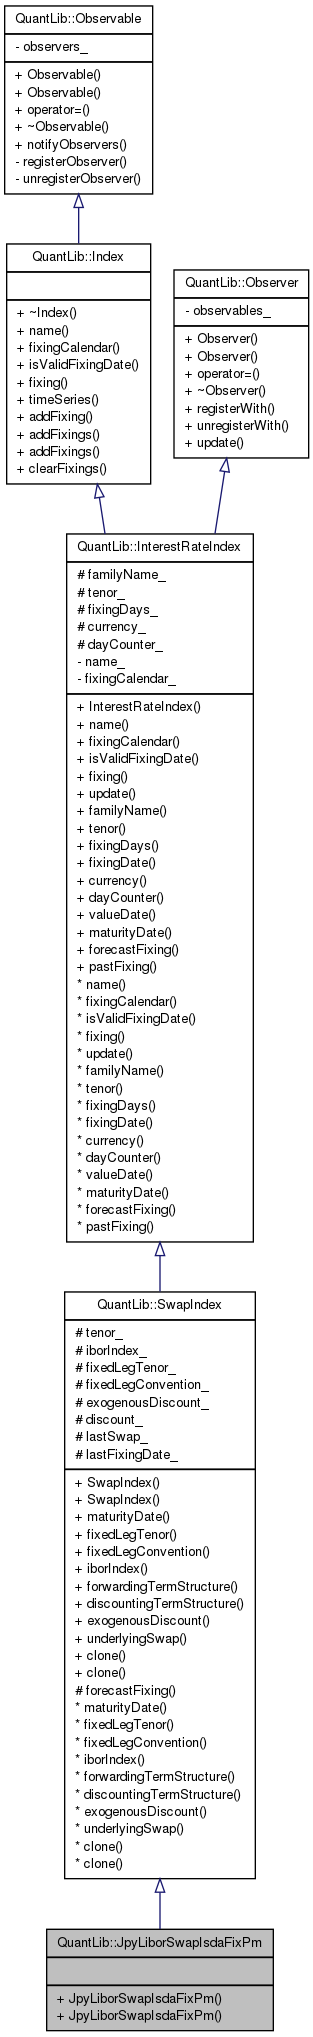 QuantLib::Observable
- observers_
+ Observable()
+ Observable()
+ operator=()
+ ~Observable()
+ notifyObservers()
- registerObserver()
- unregisterObserver()
QuantLib::Index
+ ~Index()
+ name()
+ fixingCalendar()
+ isValidFixingDate()
+ fixing()
+ timeSeries()
+ addFixing()
+ addFixings()
+ addFixings()
+ clearFixings()
QuantLib::Observer
- observables_
+ Observer()
+ Observer()
+ operator=()
+ ~Observer()
+ registerWith()
+ unregisterWith()
+ update()
QuantLib::InterestRateIndex
# familyName_
# tenor_
# fixingDays_
# currency_
# dayCounter_
- name_
- fixingCalendar_
+ InterestRateIndex()
+ name()
+ fixingCalendar()
+ isValidFixingDate()
+ fixing()
+ update()
+ familyName()
+ tenor()
+ fixingDays()
+ fixingDate()
+ currency()
+ dayCounter()
+ valueDate()
+ maturityDate()
+ forecastFixing()
+ pastFixing()
* name()
* fixingCalendar()
* isValidFixingDate()
* fixing()
* update()
* familyName()
* tenor()
* fixingDays()
* fixingDate()
* currency()
* dayCounter()
* valueDate()
* maturityDate()
* forecastFixing()
* pastFixing()
QuantLib::SwapIndex
# tenor_
# iborIndex_
# fixedLegTenor_
# fixedLegConvention_
# exogenousDiscount_
# discount_
# lastSwap_
# lastFixingDate_
+ SwapIndex()
+ SwapIndex()
+ maturityDate()
+ fixedLegTenor()
+ fixedLegConvention()
+ iborIndex()
+ forwardingTermStructure()
+ discountingTermStructure()
+ exogenousDiscount()
+ underlyingSwap()
+ clone()
+ clone()
# forecastFixing()
* maturityDate()
* fixedLegTenor()
* fixedLegConvention()
* iborIndex()
* forwardingTermStructure()
* discountingTermStructure()
* exogenousDiscount()
* underlyingSwap()
* clone()
* clone()
QuantLib::JpyLiborSwapIsdaFixPm
+ JpyLiborSwapIsdaFixPm()
+ JpyLiborSwapIsdaFixPm()